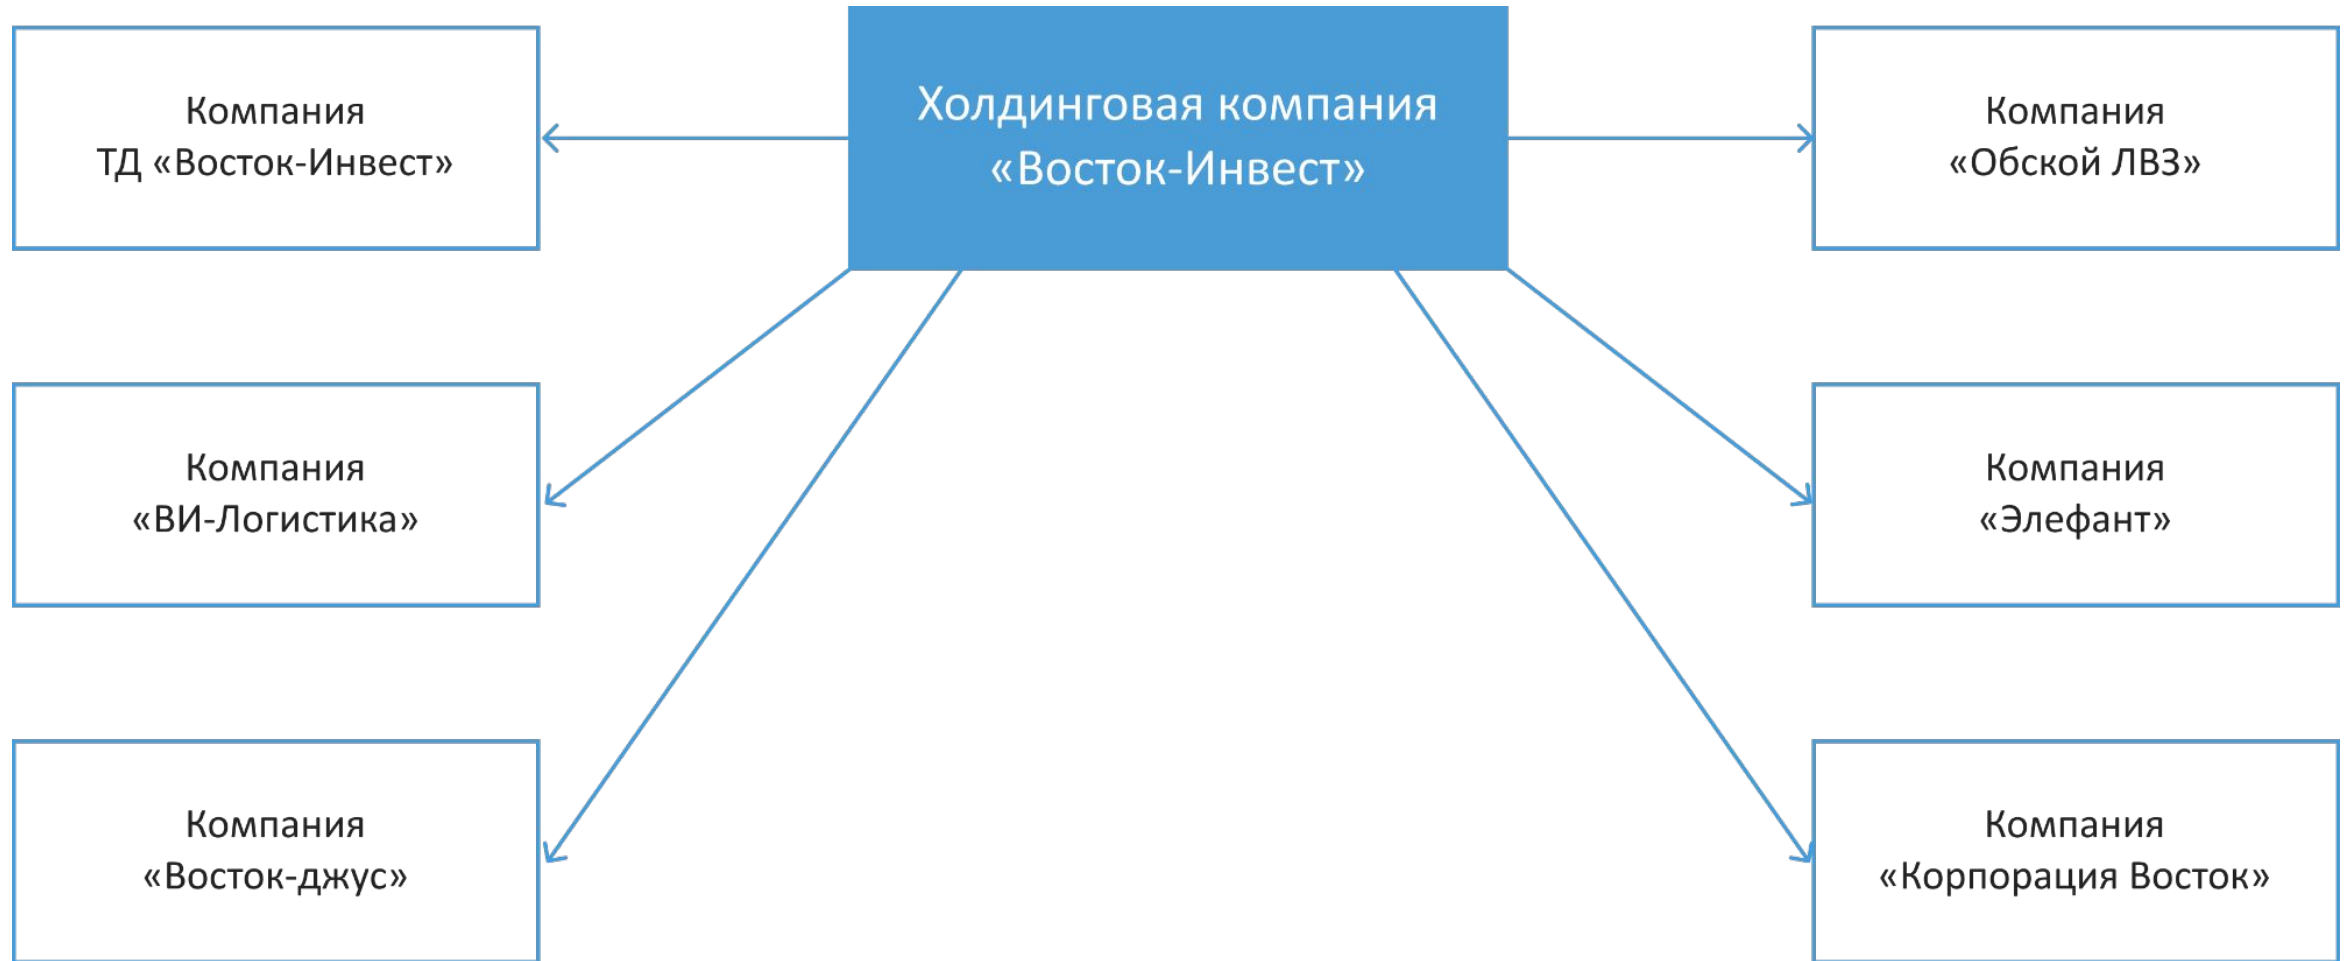 Холдинговая компания
«Восток-Инвест»
Компания
ТД «Восток-Инвест»
Компания
«Обской ЛВЗ»
Компания
«ВИ-Логистика»
Компания
«Элефант»
Компания
«Восток-джус»
Компания
«Корпорация Восток»